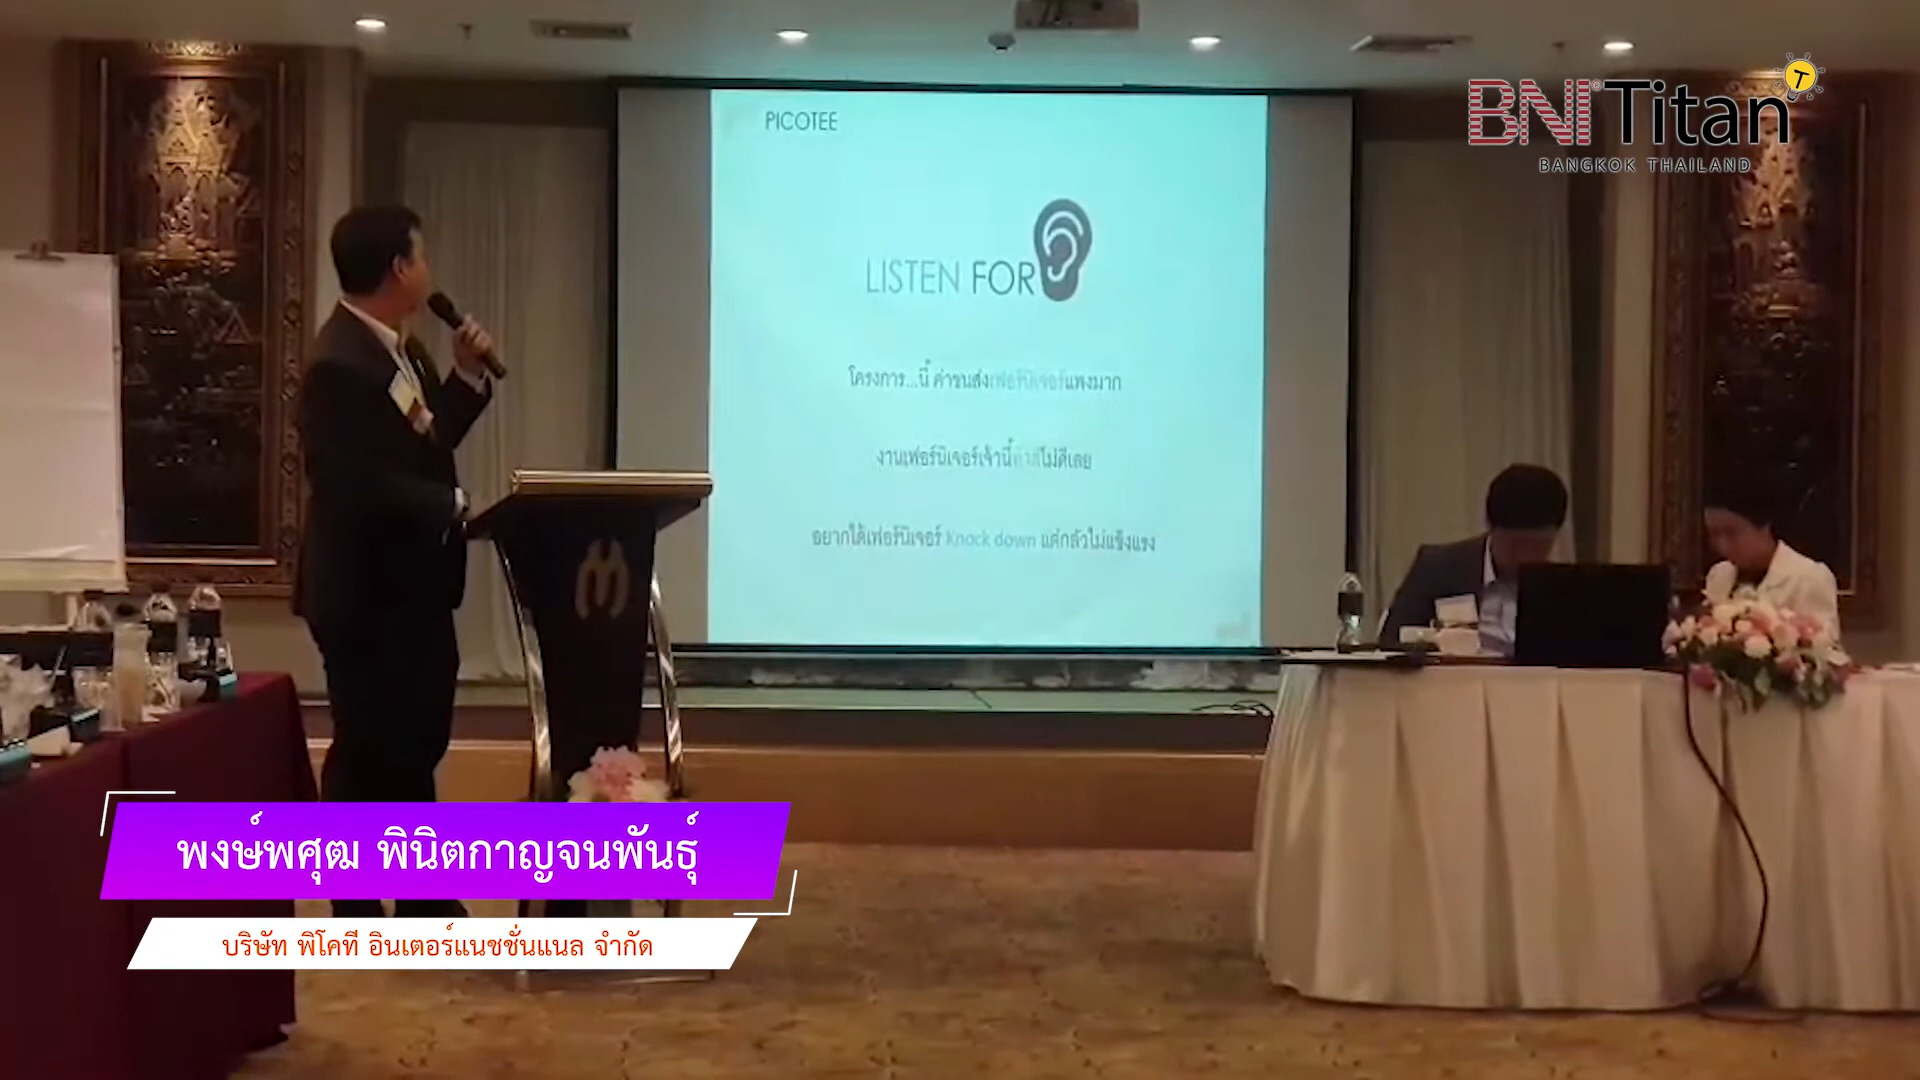 PICOTEE
BNI Titan
BANGKOK THAILAND
LISTEN FOR
โครงการ...นี้ ค่าขนส่งเฟอร์นิเจอร์แพงมาก
งานเฟอร์นิเจอร์เจ้านี้ ไม่ดีเลย
อยากได้เฟอร์นิเจอร์ Knock down แต่กลัวไม่แข็งแรง
พงษ์พศุฒ พินิตกาญจนพันธุ์
บริษัท พิโคที อินเตอร์แนชชั่นแนล จำกัด